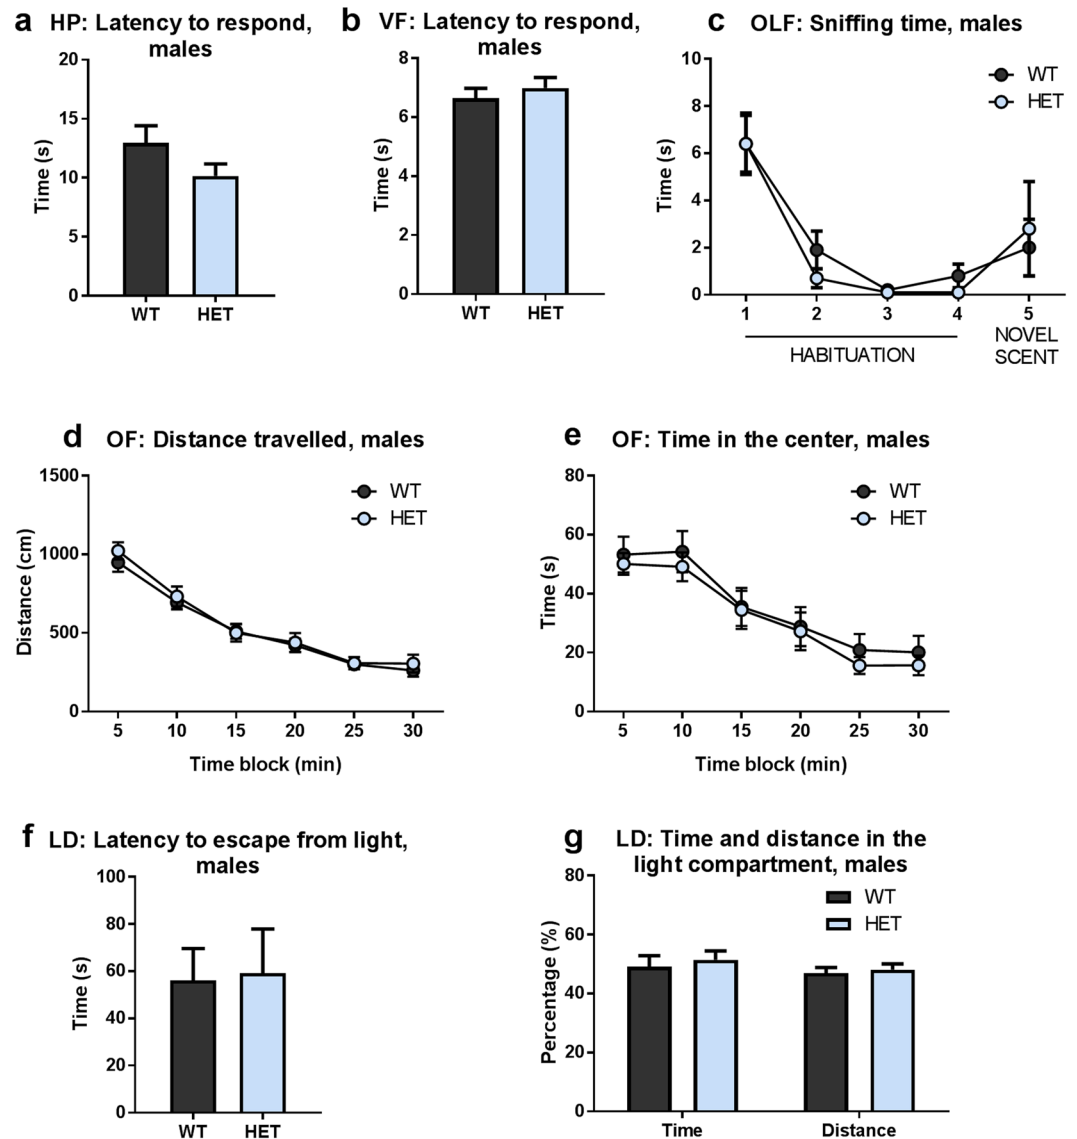 a HP: Latency to respond,
males
20
15
10
5
0
Time (s)
WT HET
b VF: Latency to respond,
males
8
6
4
2
0
Time (s)
WT HET
c OLF: Sniffing time, males
10
8
6
4
2
0
Time (s)
WT
HET
1 2 3 4 5
HABITUATION
NOVEL
SCENT
d OF: Distance travelled, males
1500
1000
500
0
Distance (cm)
WT
HET
5 10 15 20 25 30
Time block (min)
e OF: Time in the center, males
80
60
40
20
0
Time (s)
WT
HET
5 10 15 20 25 30
Time block (min)
f LD: Latency to escape from light,
males
100
80
60
40
20
0
Time (s)
WT HET
g LD: Time and distance in the
light compartment, males
80
60
40
20
0
Percentage (%)
WT
HET
Time Distance